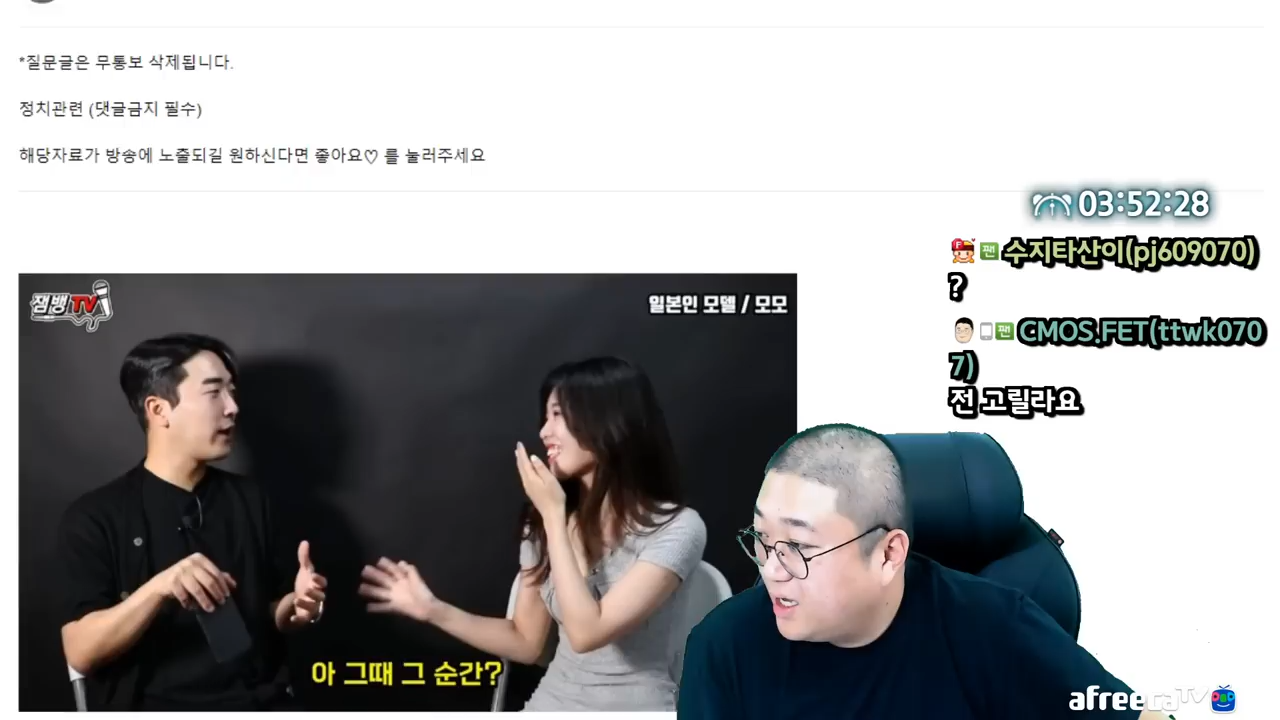 *질문글은 무통보 삭제됩니다.
정치관련 (댓글금지 필수)
해당자료가 방송에 노출되길 원하신다면 좋아요♡ 를 눌러주세요
03:52:28
F 팬 수지타산이(pj609070)
?
팬 CMOS.FET(ttwk070
7)
전 고릴라요
잼뱅TV
일본인 모델 / 모모
아 그때 그 순간?
afreecaTV